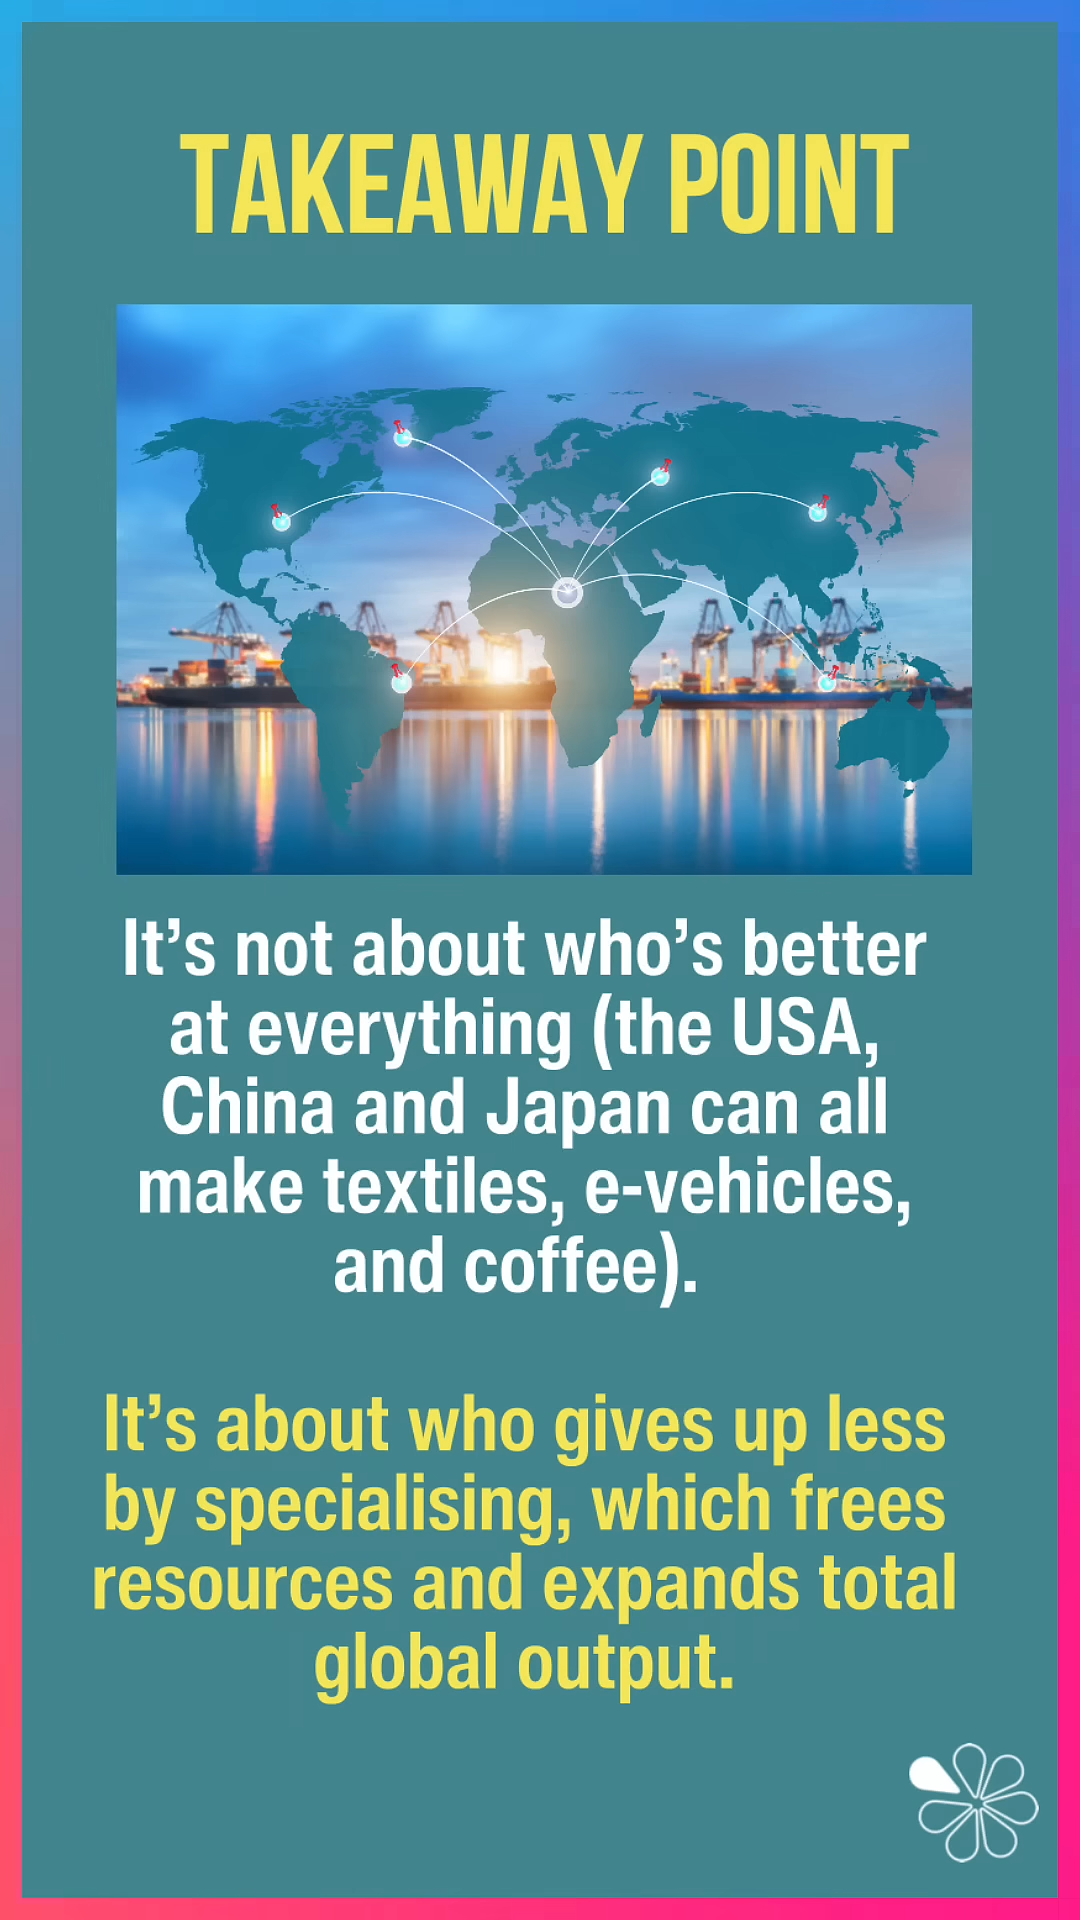 TAKEAWAY POINT
It’s not about who’s better
at everything (the USA,
China and Japan can all
make textiles, e-vehicles,
and coffee).
It’s about who gives up less
by specialising, which frees
resources and expands total
global output.